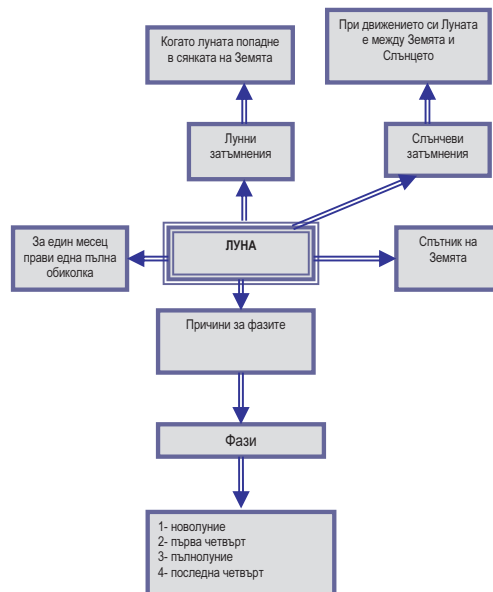 Когато луната попадне
в сянката на Земята
При движението си Луната
е между Земята и
Слънцето
Лунни
затъмнения
Слънчеви
затъмнения
За един месец
прави една пълна
обиколка
ЛУНА
Спътник на
Земята
Причини за фазите
Фази
1- новолуние
2- първа четвърт
3- пълнолуние
4- последна четвърт